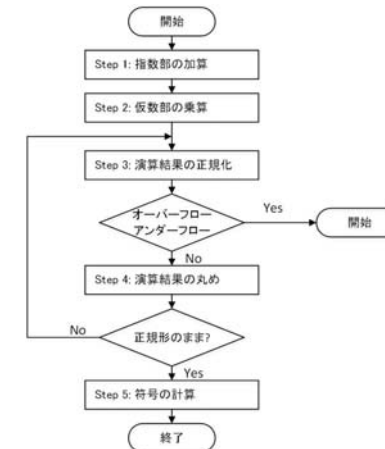 開始
Step 1: 指数部の加算
Step 2: 仮数部の乗算
Step 3: 演算結果の正規化
オーバーフロー
アンダーフロー
Yes
開始
No
Step 4: 演算結果の丸め
No
正規形のまま?
Yes
Step 5: 符号の計算
終了